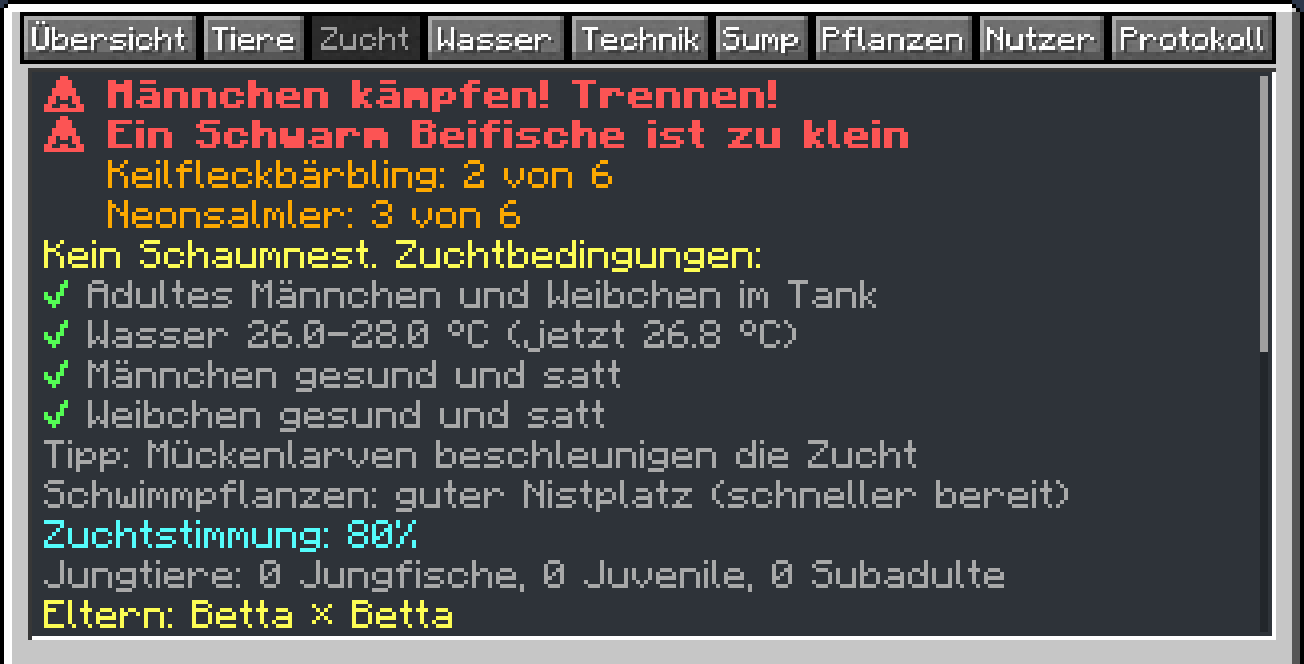 Übersicht Tiere Zucht Wasser Technik Sump Pflanzen Nutzer Protokoll
⚠ Männchen kämpfen! Trennen!
⚠ Ein Schwarm Beifische ist zu klein
Keilfleckbärbling: 2 von 6
Neonsalmler: 3 von 6
Kein Schaumnest. Zuchtbedingungen:
✔ Adultes Männchen und Weibchen im Tank
✔ Wasser 26.0–28.0 °C (jetzt 26.8 °C)
✔ Männchen gesund und satt
✔ Weibchen gesund und satt
Tipp: Mückenlarven beschleunigen die Zucht
Schwimmpflanzen: guter Nistplatz (schneller bereit)
Zuchtstimmung: 80%
Jungtiere: 0 Jungfische, 0 Juvenile, 0 Subadulte
Eltern: Betta × Betta